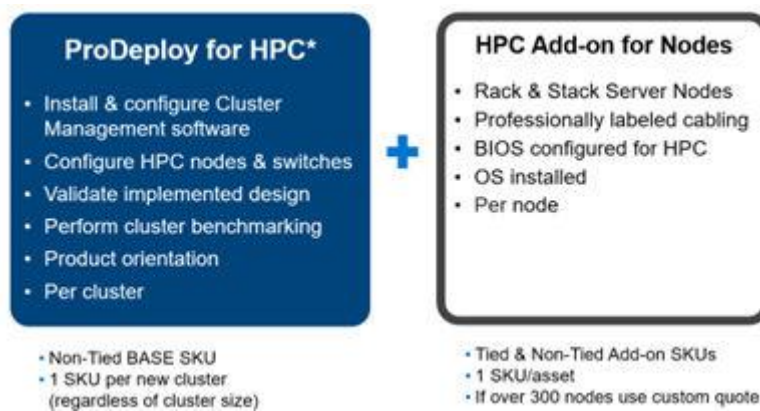 ProDeploy for HPC*
• Install & configure Cluster
Management software
• Configure HPC nodes & switches
• Validate implemented design
• Perform cluster benchmarking
• Product orientation
• Per cluster
• Non-Tied BASE SKU
• 1 SKU per new cluster
(regardless of cluster size)
+
HPC Add-on for Nodes
• Rack & Stack Server Nodes
• Professionally labeled cabling
• BIOS configured for HPC
• OS installed
• Per node
• Tied & Non-Tied Add-on SKUs
• 1 SKU/asset
• If over 300 nodes use custom quote